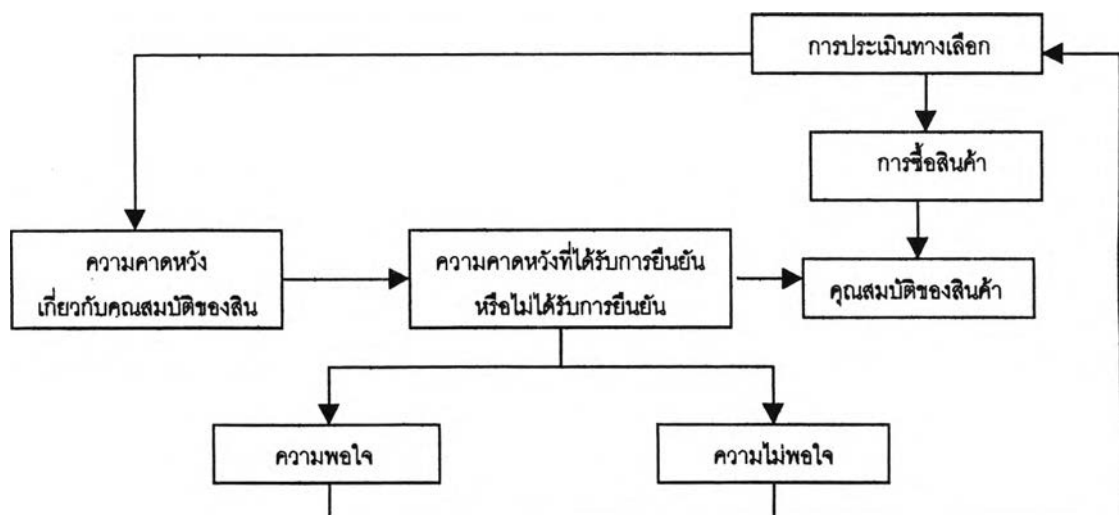 การประเมินทางเลือก
การซื้อสินค้า
ความคาดหวัง
เกี่ยวกับคุณสมบัติของสิน
ความคาดหวังที่ได้รับการยืนยัน
หรือไม่ได้รับการยืนยัน
คุณสมบัติของสินค้า
ความพอใจ
ความไม่พอใจ